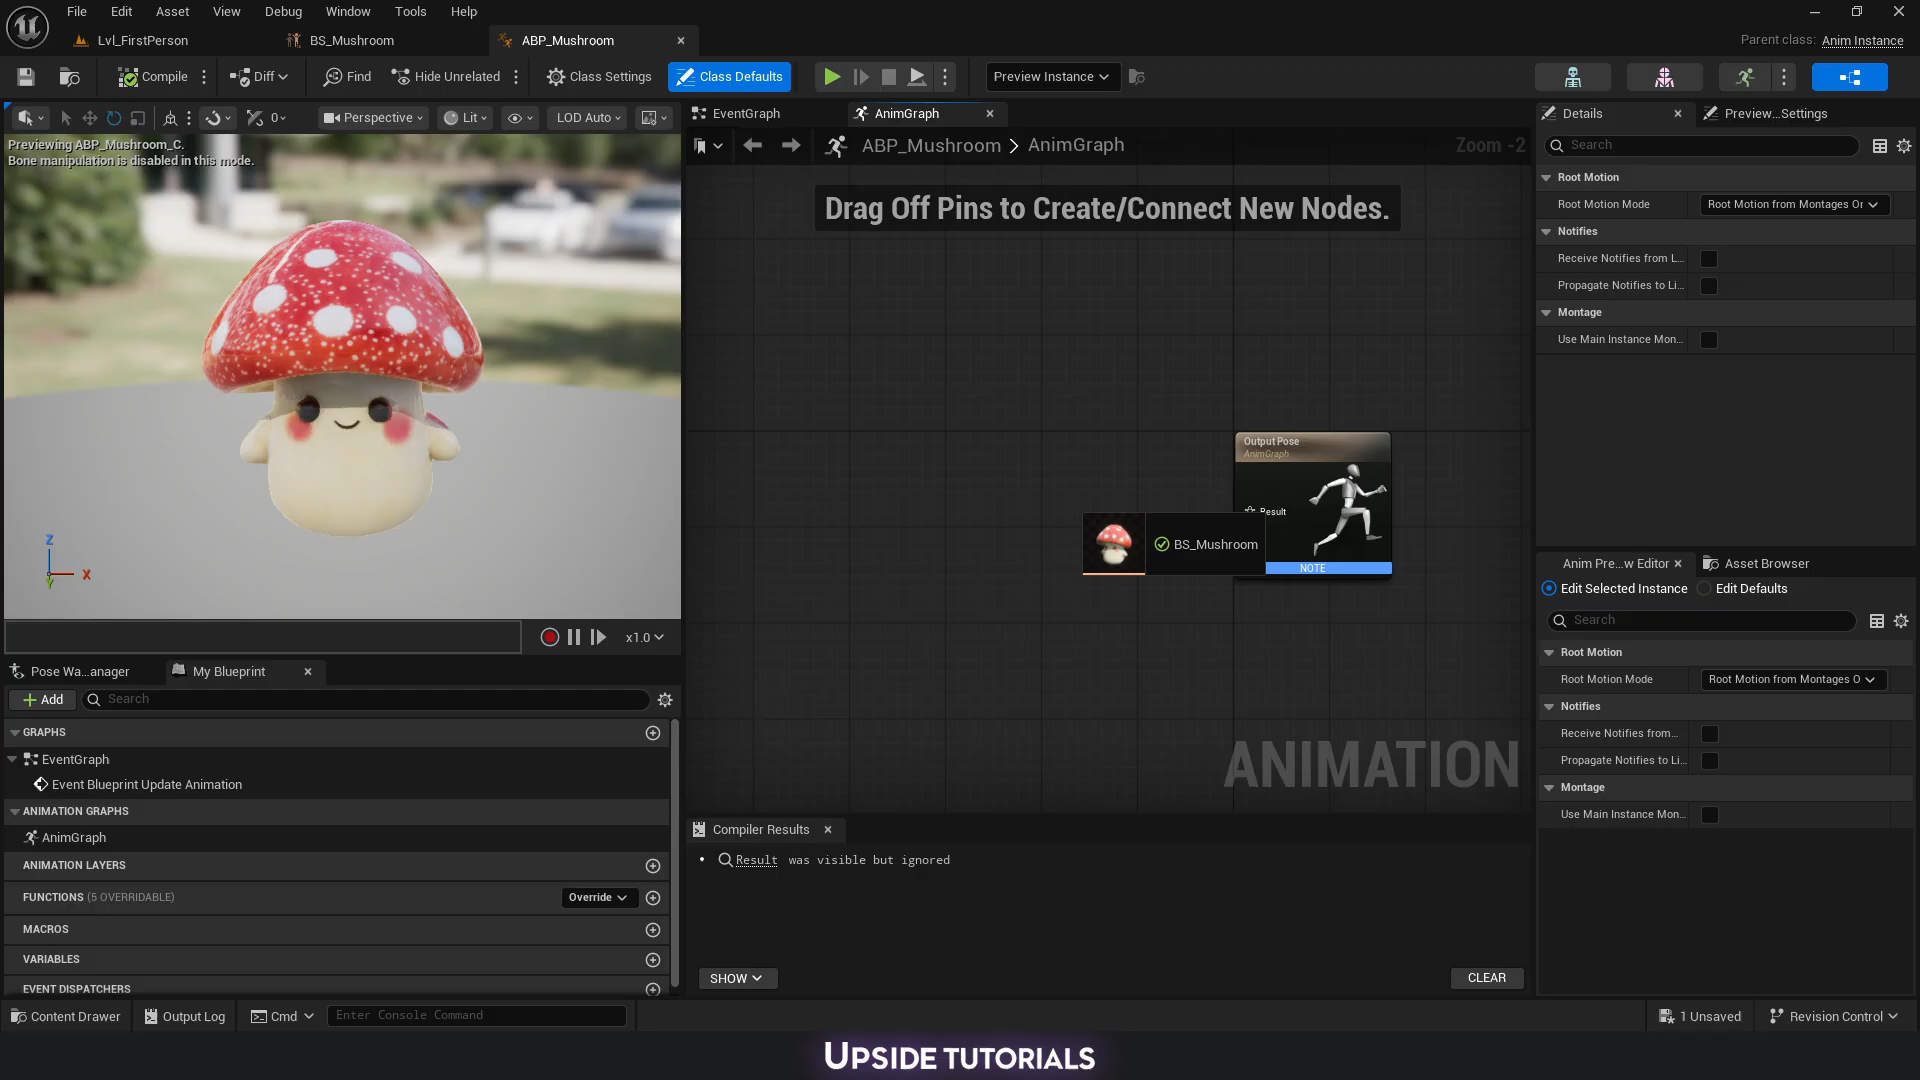 File Edit Asset View Debug Window Tools Help
Lvl_FirstPerson BS_Mushroom ABP_Mushroom
Parent class: Anim Instance
Compile Diff Find Hide Unrelated Class Settings Class Defaults Preview Instance
0 Perspective Lit LOD Auto
Previewing ABP_Mushroom_C.
Bone manipulation is disabled in this mode.
Z
X
Y
x1.0
Pose Wa...anager My Blueprint
Add Search
GRAPHS
EventGraph
Event Blueprint Update Animation
ANIMATION GRAPHS
AnimGraph
ANIMATION LAYERS
FUNCTIONS (5 OVERRIDABLE) Override
MACROS
VARIABLES
EVENT DISPATCHERS
EventGraph AnimGraph
ABP_Mushroom > AnimGraph Zoom -2
Drag Off Pins to Create/Connect New Nodes.
Output Pose
AnimGraph
Result
BS_Mushroom
NOTE
ANIMATION
Compiler Results
• Result was visible but ignored
SHOW CLEAR
Details Preview...Settings
Search
Root Motion
Root Motion Mode Root Motion from Montages Or
Notifies
Receive Notifies from L...
Propagate Notifies to Li...
Montage
Use Main Instance Mon...
Anim Pre...w Editor Asset Browser
Edit Selected Instance Edit Defaults
Search
Root Motion
Root Motion Mode Root Motion from Montages O
Notifies
Receive Notifies from...
Propagate Notifies to Li...
Montage
Use Main Instance Mon...
Content Drawer Output Log Cmd Enter Console Command 1 Unsaved Revision Control
UPSIDE TUTORIALS